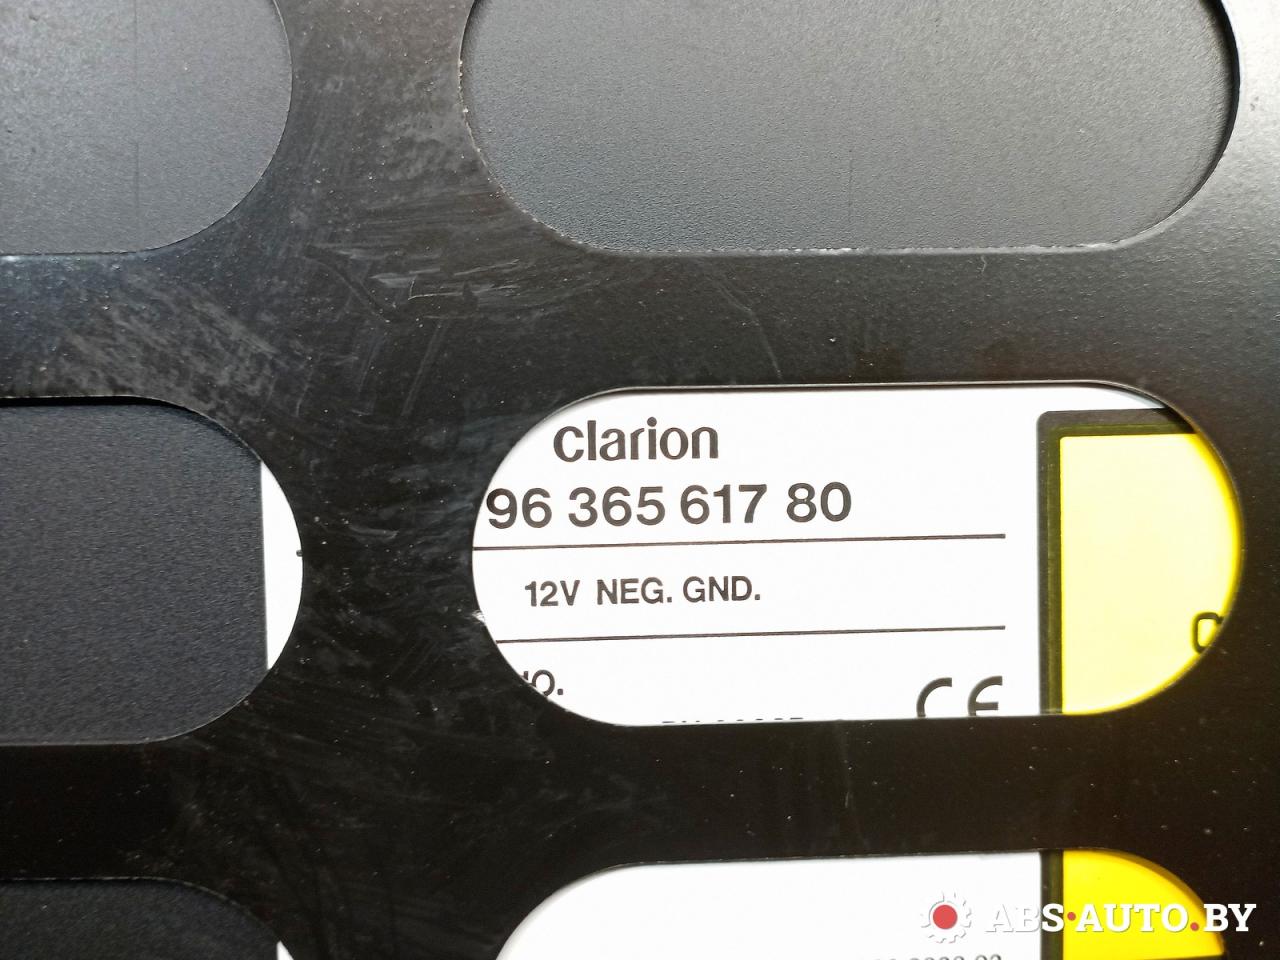 Clarion
96 365 617 80
12V NEG. GND.
CE
ABS·AUTO.BY